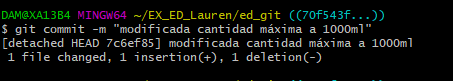 DAM@XA13B4 MINGW64 ~/EX_ED_Lauren/ed_git ((70f543f...))
$ git commit -m "modificada cantidad máxima a 1000ml"
[detached HEAD 7c6ef85] modificada cantidad máxima a 1000ml
 1 file changed, 1 insertion(+), 1 deletion(-)